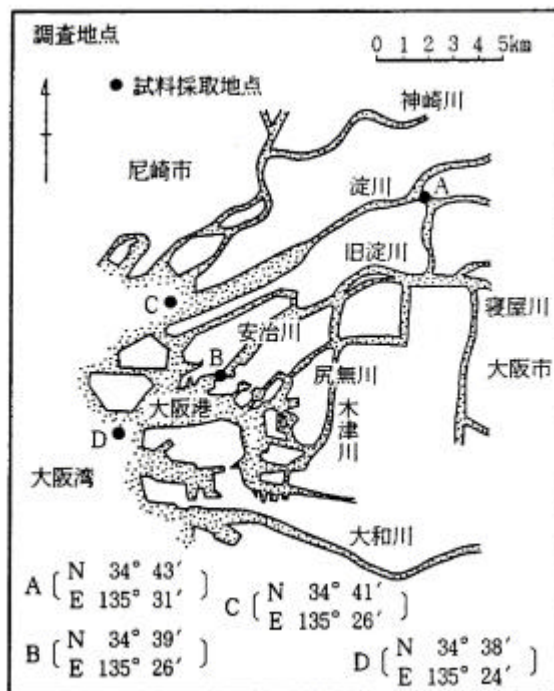 調査地点
0 1 2 3 4 5km
● 試料採取地点
神崎川
尼崎市
淀川
A
旧淀川
C
寝屋川
安治川
B
大阪市
尻無川
大阪港
木津川
D
大阪湾
大和川
A ( N 34° 43′ E 135° 31′ )
C ( N 34° 41′ E 135° 26′ )
B ( N 34° 39′ E 135° 26′ )
D ( N 34° 38′ E 135° 24′ )